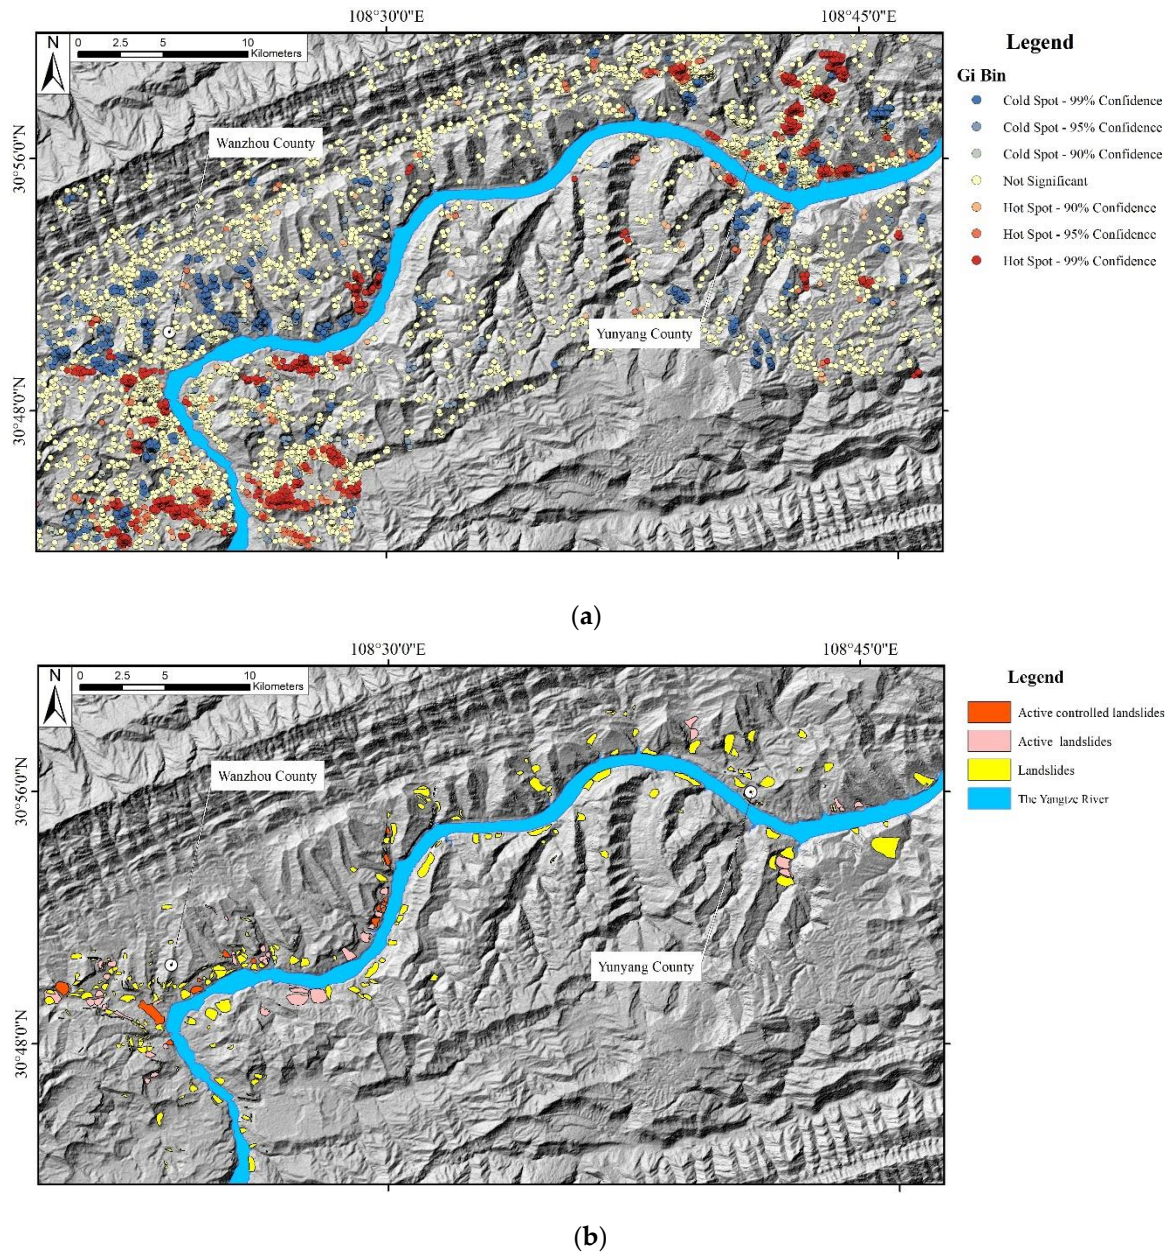 108°30'0"E
108°45'0"E
N
0 2.5 5 10
Kilometers
Wanzhou County
Yunyang County
30°56'0"N
30°48'0"N
Legend
Gi Bin
Cold Spot - 99% Confidence
Cold Spot - 95% Confidence
Cold Spot - 90% Confidence
Not Significant
Hot Spot - 90% Confidence
Hot Spot - 95% Confidence
Hot Spot - 99% Confidence
(a)
108°30'0"E
108°45'0"E
N
0 2.5 5 10
Kilometers
Wanzhou County
Yunyang County
30°56'0"N
30°48'0"N
Legend
Active controlled landslides
Active landslides
Landslides
The Yangtze River
(b)